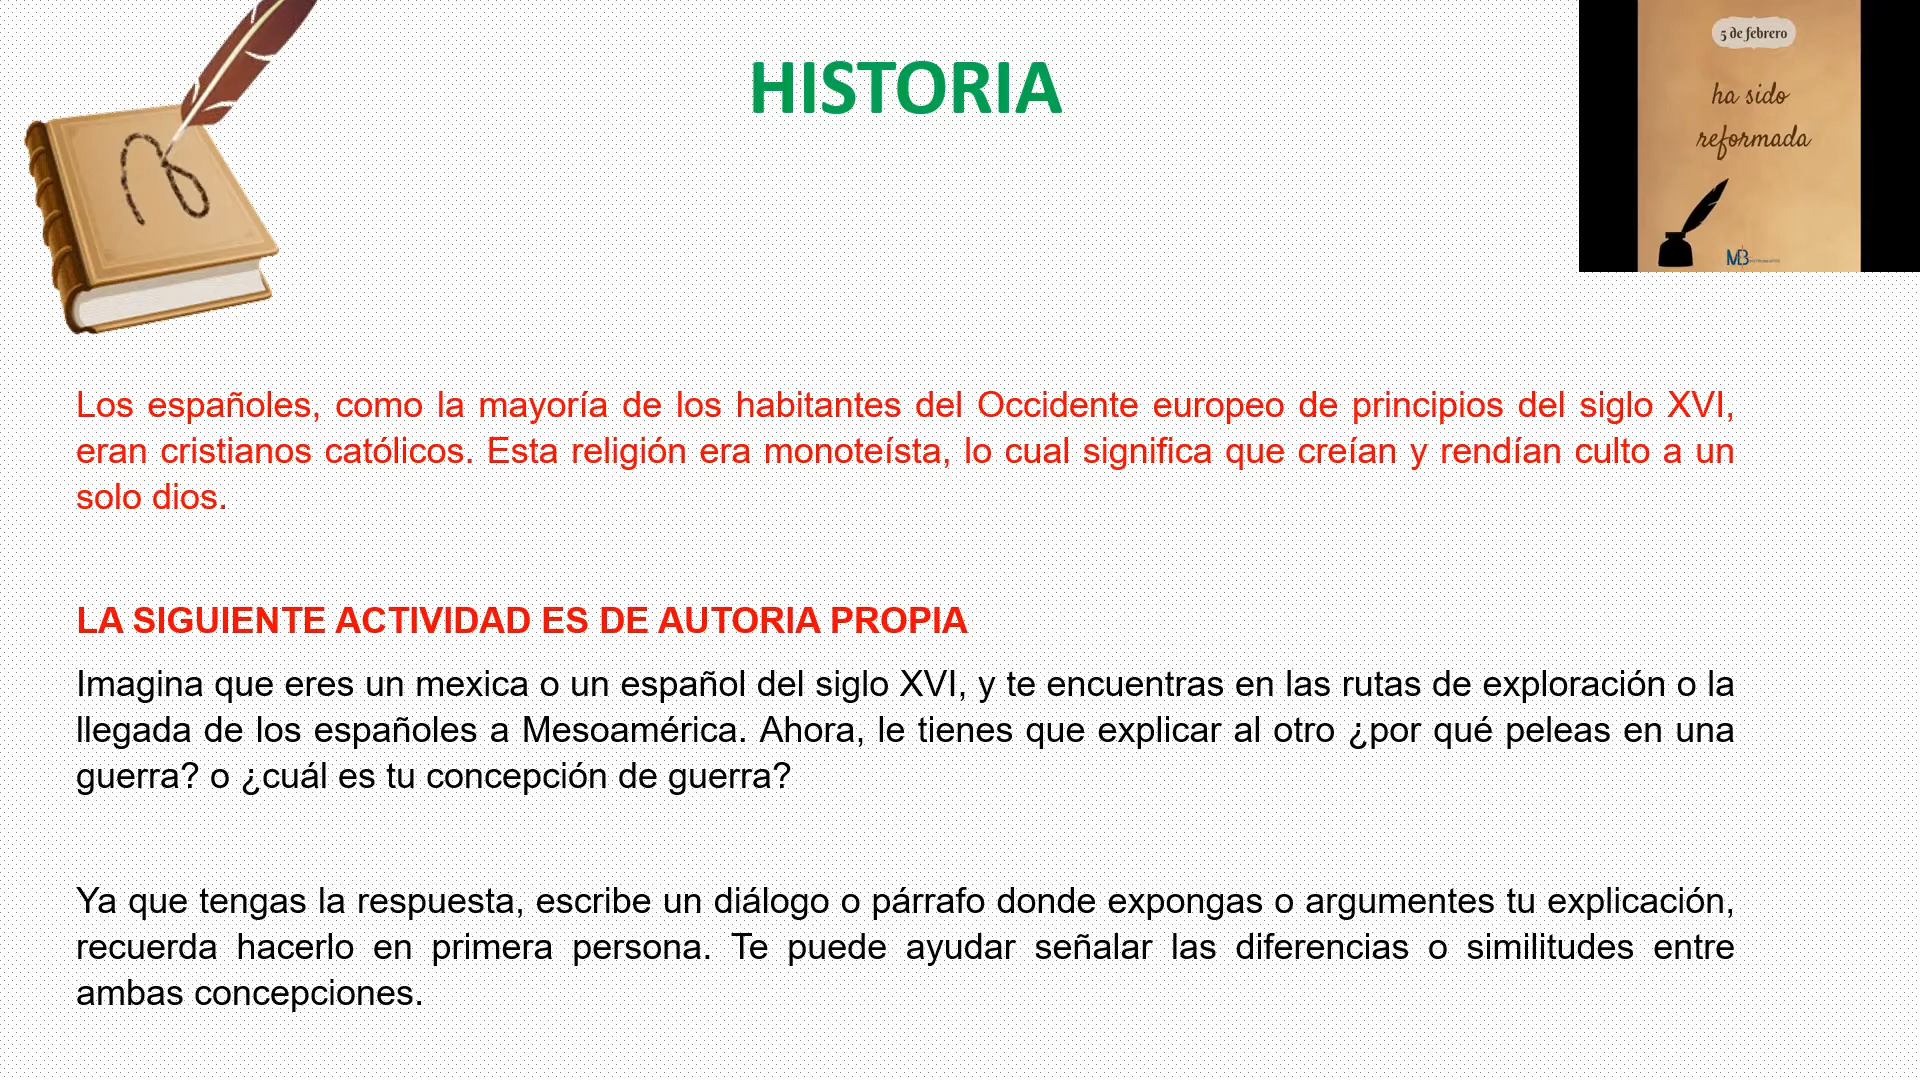 HISTORIA
5 de febrero
ha sido
reformada
MB
Los españoles, como la mayoría de los habitantes del Occidente europeo de principios del siglo XVI,
eran cristianos católicos. Esta religión era monoteísta, lo cual significa que creían y rendían culto a un
solo dios.
LA SIGUIENTE ACTIVIDAD ES DE AUTORIA PROPIA
Imagina que eres un mexica o un español del siglo XVI, y te encuentras en las rutas de exploración o la
llegada de los españoles a Mesoamérica. Ahora, le tienes que explicar al otro ¿por qué peleas en una
guerra? o ¿cuál es tu concepción de guerra?
Ya que tengas la respuesta, escribe un diálogo o párrafo donde expongas o argumentes tu explicación,
recuerda hacerlo en primera persona. Te puede ayudar señalar las diferencias o similitudes entre
ambas concepciones.